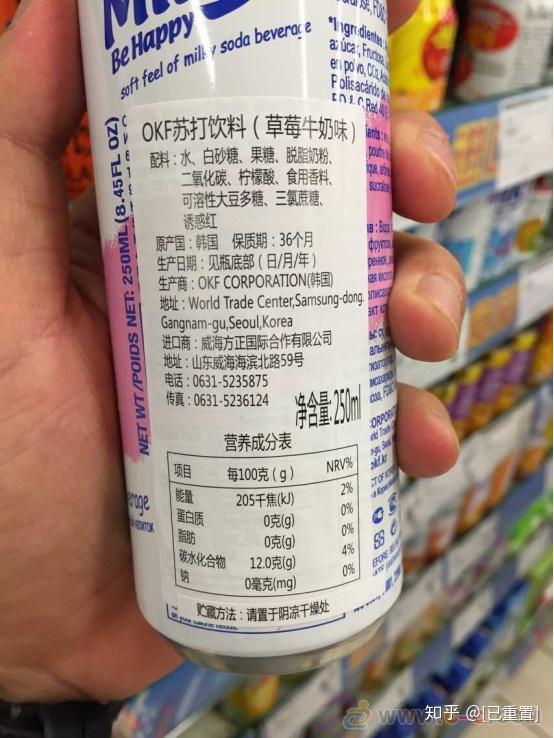 Be Happy
soft feel of milky soda beverage
*Ingredientes
azúcar, Fructosa
en polvo, CO2,
Polisacárido
FD & C Red 40
NET WT/POIDS NET: 250ML (8.45FL OZ)
OKF苏打饮料（草莓牛奶味）
配料：水、白砂糖、果糖、脱脂奶粉、
二氧化碳、柠檬酸、食用香料、
可溶性大豆多糖、三氯蔗糖、
诱惑红
原产国：韩国 保质期：36个月
生产日期：见瓶底部（日/月/年）
生产商：OKF CORPORATION(韩国)
地址：World Trade Center,Samsung-dong,
Gangnam-gu,Seoul,Korea
进口商：威海方正国际合作有限公司
地址：山东威海海滨北路59号
电话：0631-5235875
传真：0631-5236124
净含量:250ml
营养成分表
项目 每100克（g） NRV%
能量 205千焦(kJ) 2%
蛋白质 0克(g) 0%
脂肪 0克(g) 0%
碳水化合物 12.0克(g) 4%
钠 0毫克(mg) 0%
贮藏方法：请置于阴凉干燥处
知乎 @[已重置]